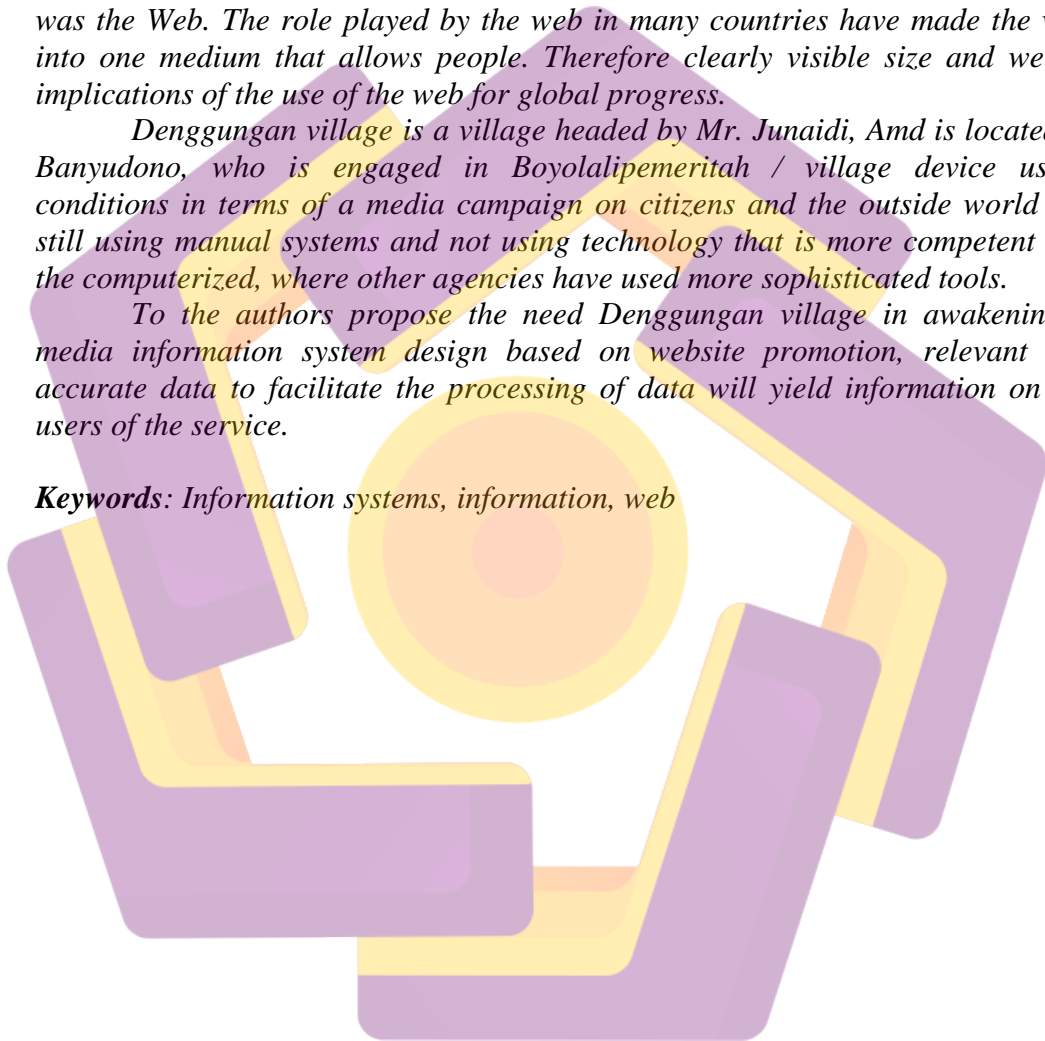 was the Web. The role played by the web in many countries have made the
into one medium that allows people. Therefore clearly visible size and we
implications of the use of the web for global progress.
Denggungan village is a village headed by Mr. Junaidi, Amd is located
Banyudono, who is engaged in Boyolalipemeritah / village device us
conditions in terms of a media campaign on citizens and the outside world
still using manual systems and not using technology that is more competent
the computerized, where other agencies have used more sophisticated tools.
To the authors propose the need Denggungan village in awakenin
media information system design based on website promotion, relevant
accurate data to facilitate the processing of data will yield information on
users of the service.
Keywords: Information systems, information, web